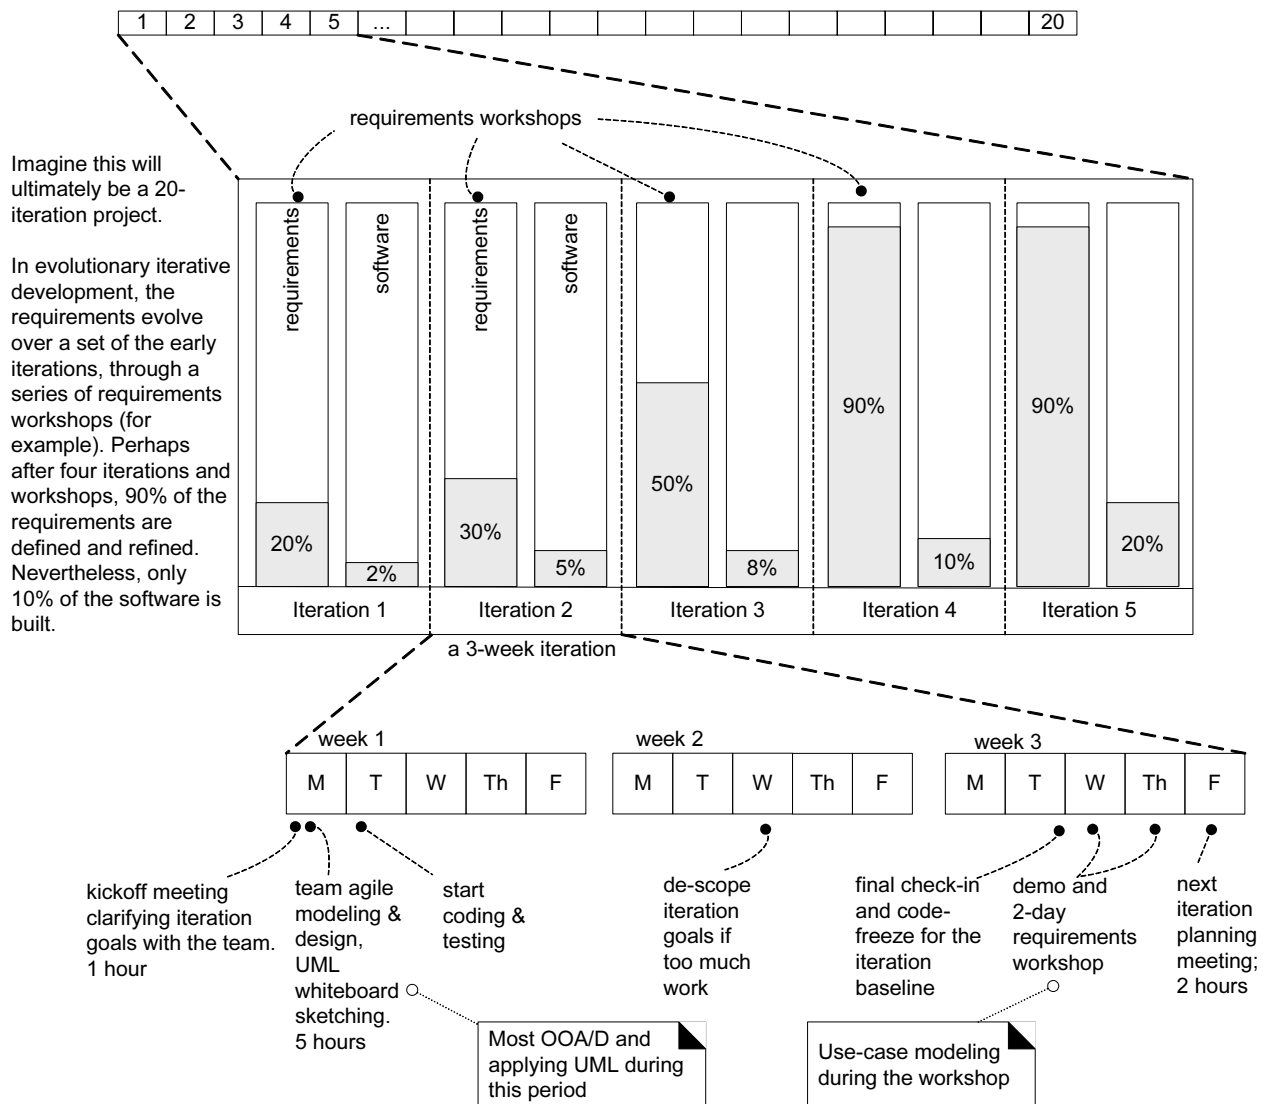 1 2 3 4 5 ... 20
requirements workshops
Imagine this will
ultimately be a 20-
iteration project.
In evolutionary iterative
development, the
requirements evolve
over a set of the early
iterations, through a
series of requirements
workshops (for
example). Perhaps
after four iterations and
workshops, 90% of the
requirements are
defined and refined.
Nevertheless, only
10% of the software is
built.
requirements
software
requirements
software
20%
2%
30%
5%
50%
8%
90%
10%
90%
20%
Iteration 1
Iteration 2
Iteration 3
Iteration 4
Iteration 5
a 3-week iteration
week 1
M T W Th F
week 2
M T W Th F
week 3
M T W Th F
kickoff meeting
clarifying iteration
goals with the team.
1 hour
team agile
modeling &
design,
UML
whiteboard
sketching.
5 hours
start
coding &
testing
de-scope
iteration
goals if
too much
work
final check-in
and code-
freeze for the
iteration
baseline
demo and
2-day
requirements
workshop
next
iteration
planning
meeting;
2 hours
Most OOA/D and
applying UML during
this period
Use-case modeling
during the workshop